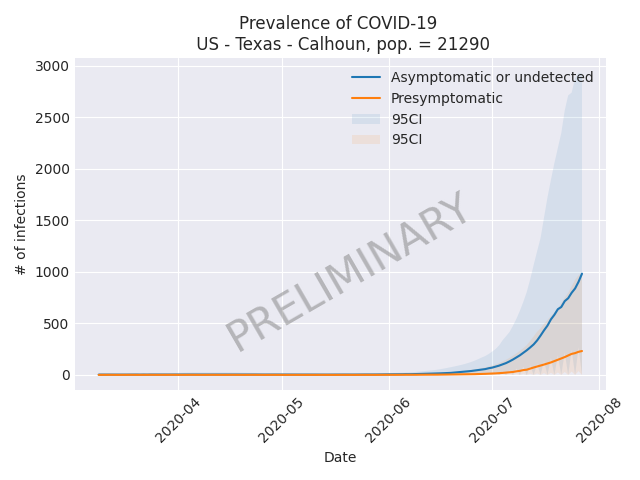 Prevalence of COVID-19
US - Texas - Calhoun, pop. = 21290
Asymptomatic or undetected
Presymptomatic
95CI
95CI
3000
2500
2000
1500
1000
500
0
# of infections
PRELIMINARY
2020-04
2020-05
2020-06
2020-07
2020-08
Date